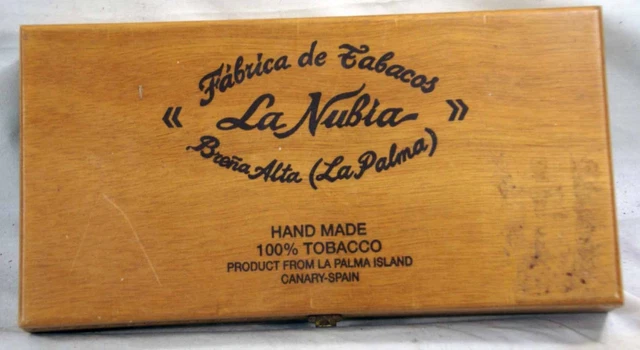 Fábrica de Tabacos
« La Nubia »
Breña Alta (La Palma)
HAND MADE
100% TOBACCO
PRODUCT FROM LA PALMA ISLAND
CANARY-SPAIN